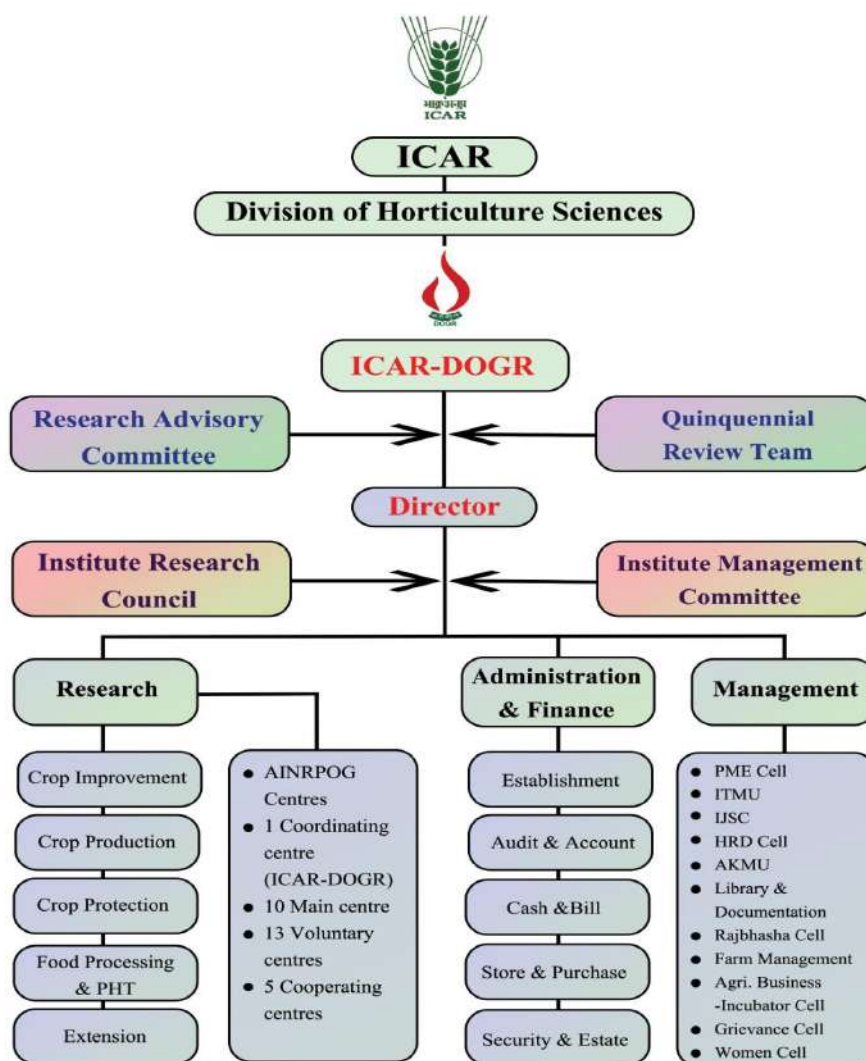 ICAR
ICAR
Division of Horticulture Sciences
DOGR
ICAR-DOGR
Research Advisory
Committee
Quinquennial
Review Team
Director
Institute Research
Council
Institute Management
Committee
Research
Crop Improvement
Crop Production
Crop Protection
Food Processing
& PHT
Extension
AINRPOG
Centres
1 Coordinating
centre
(ICAR-DOGR)
10 Main centre
13 Voluntary
centres
5 Cooperating
centres
Administration
& Finance
Establishment
Audit & Account
Cash &Bill
Store & Purchase
Security & Estate
Management
PME Cell
ITMU
IJSC
HRD Cell
AKMU
Library &
Documentation
Rajbhasha Cell
Farm Management
Agri. Business
-Incubator Cell
Grievance Cell
Women Cell